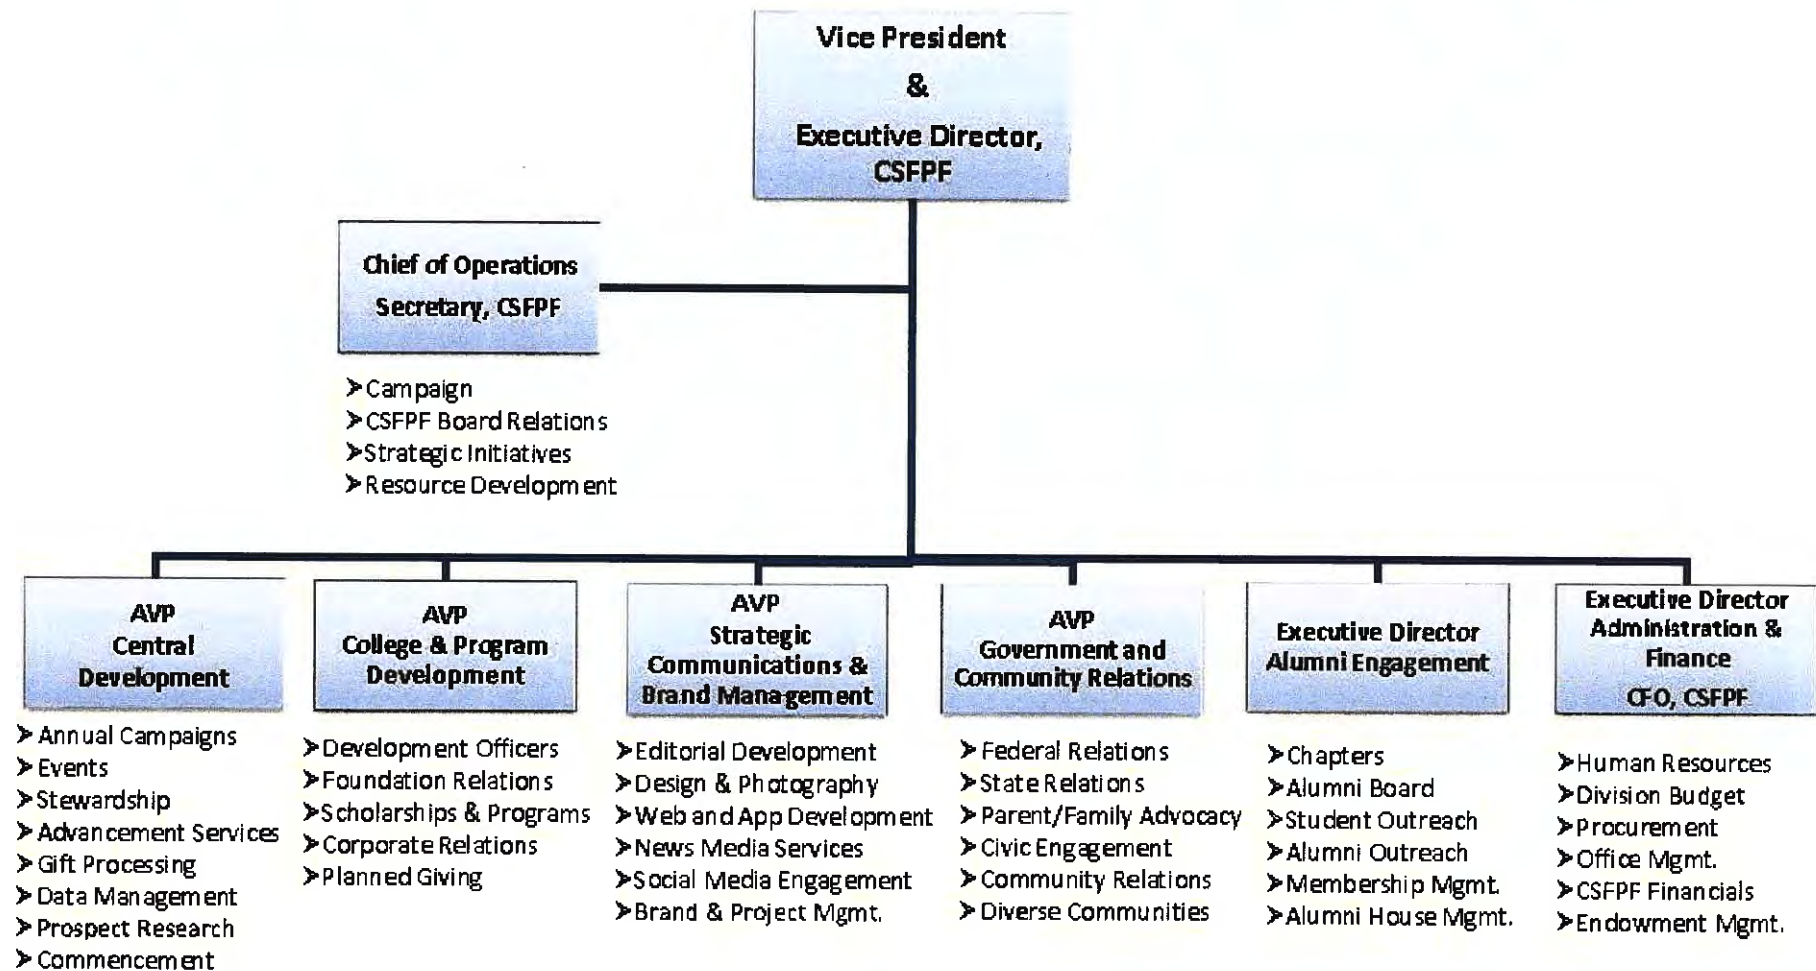 Vice President
&
Executive Director,
CSFPF
Chief of Operations
Secretary, CSFPF
➢Campaign
➢CSFPF Board Relations
➢Strategic Initiatives
➢Resource Development
AVP
Central
Development
➢Annual Campaigns
➢Events
➢Stewardship
➢Advancement Services
➢Gift Processing
➢Data Management
➢Prospect Research
➢Commencement
AVP
College & Program
Development
➢Development Officers
➢Foundation Relations
➢Scholarships & Programs
➢Corporate Relations
➢Planned Giving
AVP
Strategic
Communications &
Brand Management
➢Editorial Development
➢Design & Photography
➢Web and App Development
➢News Media Services
➢Social Media Engagement
➢Brand & Project Mgmt.
AVP
Government and
Community Relations
➢Federal Relations
➢State Relations
➢Parent/Family Advocacy
➢Civic Engagement
➢Community Relations
➢Diverse Communities
Executive Director
Alumni Engagement
➢Chapters
➢Alumni Board
➢Student Outreach
➢Alumni Outreach
➢Membership Mgmt.
➢Alumni House Mgmt.
Executive Director
Administration &
Finance
CFO, CSFPF
➢Human Resources
➢Division Budget
➢Procurement
➢Office Mgmt.
➢CSFPF Financials
➢Endowment Mgmt.